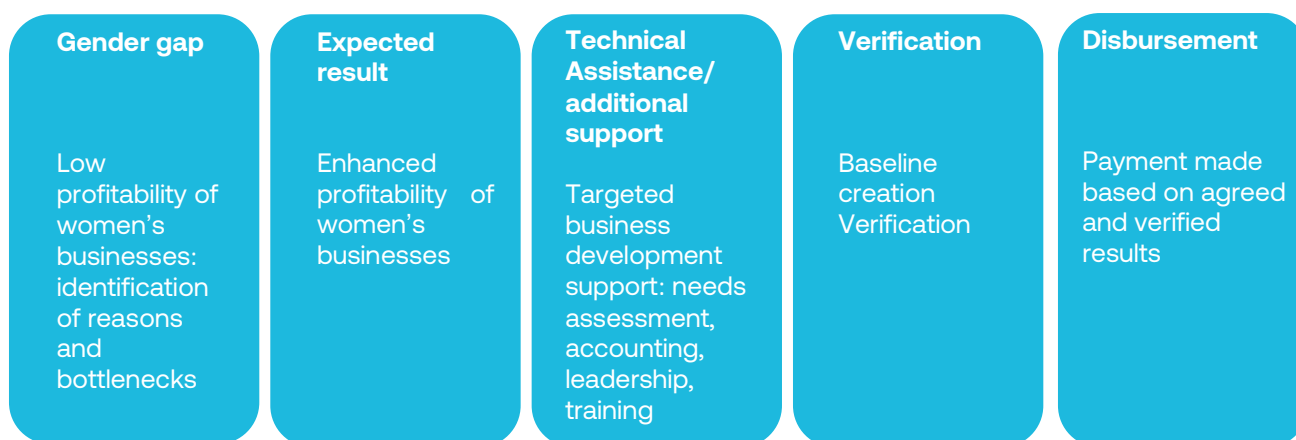 Gender gap
Low
profitability of
women's
businesses:
identification
of reasons
and
bottlenecks
Expected
result
Enhanced
profitability of
women's
businesses
Technical
Assistance/
additional
support
Targeted
business
development
support: needs
assessment,
accounting,
leadership,
training
Verification
Baseline
creation
Verification
Disbursement
Payment made
based on agreed
and verified
results